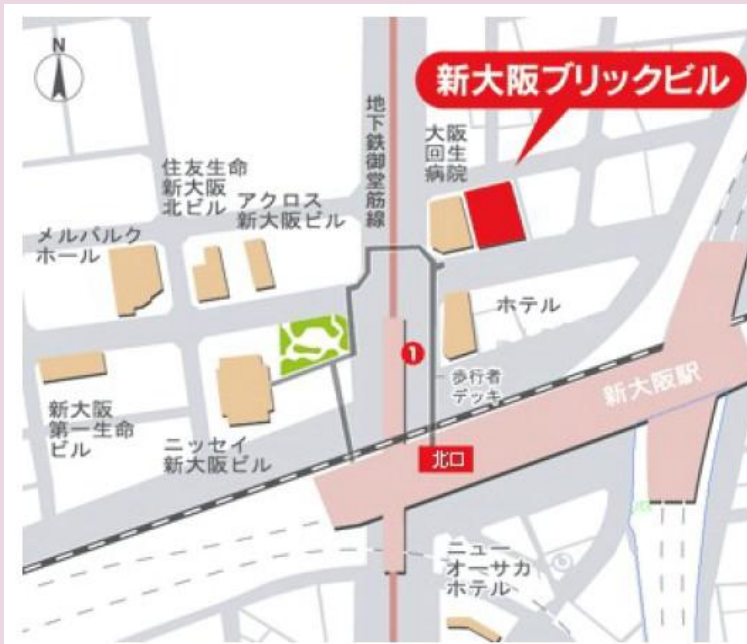 N
新大阪ブリックビル
地下鉄御堂筋線
大阪
回生
病院
住友生命
新大阪
北ビル
アクロス
新大阪ビル
メルパルク
ホール
ホテル
1
歩行者
デッキ
新大阪駅
新大阪
第一生命
ビル
ニッセイ
新大阪ビル
北口
ニュー
オーサカ
ホテル